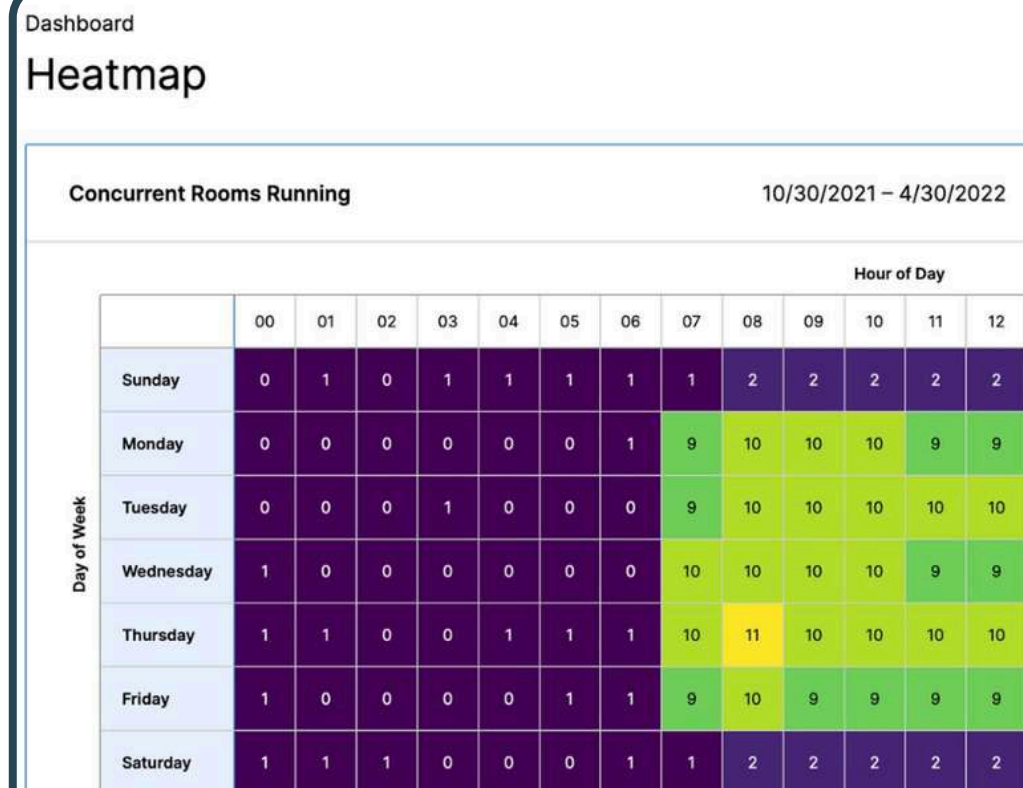 Dashboard
Heatmap
Concurrent Rooms Running 10/30/2021 – 4/30/2022
Hour of Day
00 01 02 03 04 05 06 07 08 09 10 11 12
Day of Week
Sunday 0 1 0 1 1 1 1 1 2 2 2 2 2
Monday 0 0 0 0 0 0 1 9 10 10 10 9 9
Tuesday 0 0 0 1 0 0 0 9 10 10 10 10 10
Wednesday 1 0 0 0 0 0 0 10 10 10 10 9 9
Thursday 1 1 0 0 1 1 1 10 11 10 10 10 10
Friday 1 0 0 0 0 1 1 9 10 9 9 9 9
Saturday 1 1 1 0 0 0 1 1 2 2 2 2 2